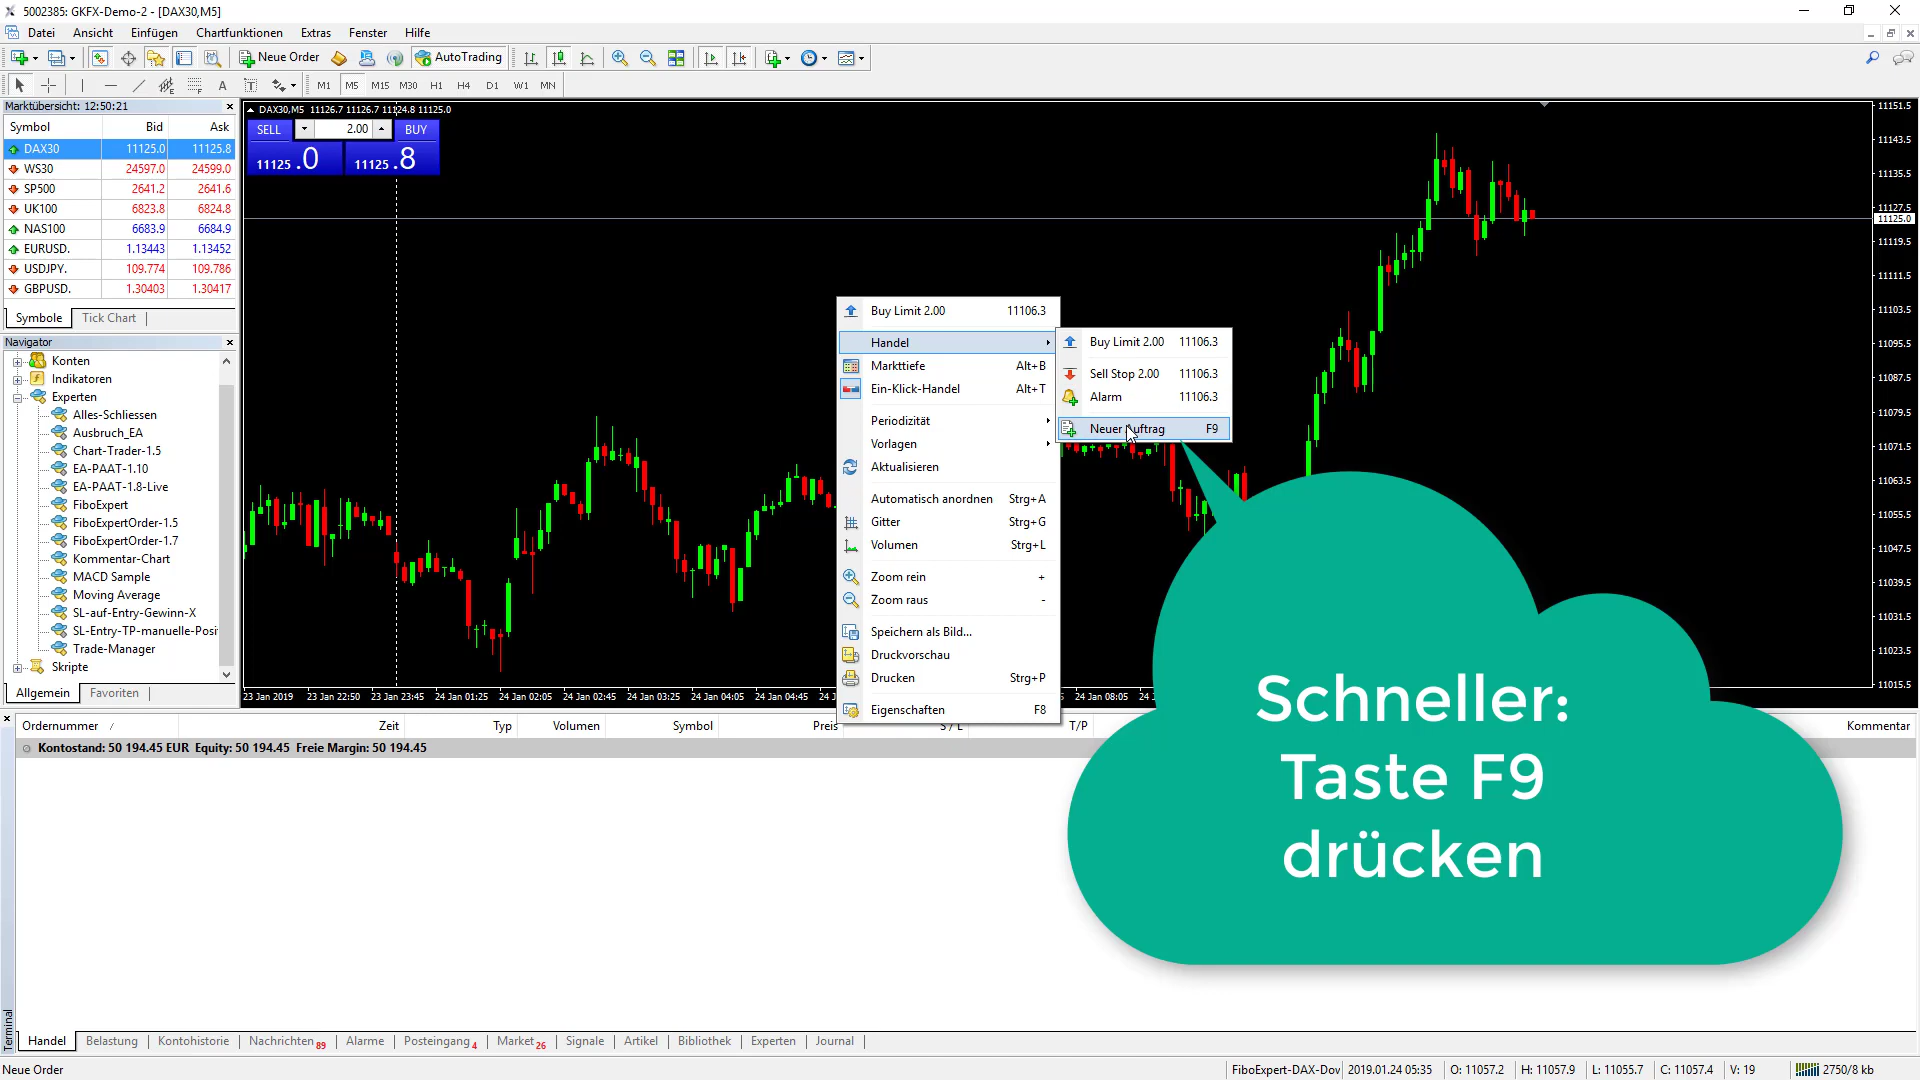 5002385: GKFX-Demo-2 - [DAX30,M5]
Datei Ansicht Einfügen Chartfunktionen Extras Fenster Hilfe
Neue Order AutoTrading
A T M1 M5 M15 M30 H1 H4 D1 W1 MN
Marktübersicht: 12:50:21
Symbol Bid Ask
DAX30 11125.0 11125.8
WS30 24597.0 24599.0
SP500 2641.2 2641.6
UK100 6823.8 6824.8
NAS100 6683.9 6684.9
EURUSD. 1.13443 1.13452
USDJPY. 109.774 109.786
GBPUSD. 1.30403 1.30417
Symbole Tick Chart
Navigator
Konten
Indikatoren
Experten
Alles-Schliessen
Ausbruch_EA
Chart-Trader-1.5
EA-PAAT-1.10
EA-PAAT-1.8-Live
FiboExpert
FiboExpertOrder-1.5
FiboExpertOrder-1.7
Kommentar-Chart
MACD Sample
Moving Average
SL-auf-Entry-Gewinn-X
SL-Entry-TP-manuelle-Posi
Trade-Manager
Skripte
Allgemein Favoriten
DAX30,M5 11126.7 11126.7 11124.8 11125.0
SELL 2.00 BUY
11125 .0 11125 .8
11151.5
11143.5
11135.5
11127.5
11125.0
11119.5
11111.5
11103.5
11095.5
11087.5
11079.5
11071.5
11063.5
11055.5
11047.5
11039.5
11031.5
11023.5
11015.5
Buy Limit 2.00 11106.3
Handel
Markttiefe Alt+B
Ein-Klick-Handel Alt+T
Periodizität
Vorlagen
Aktualisieren
Automatisch anordnen Strg+A
Gitter Strg+G
Volumen Strg+L
Zoom rein +
Zoom raus -
Speichern als Bild...
Druckvorschau
Drucken Strg+P
Eigenschaften F8
Buy Limit 2.00 11106.3
Sell Stop 2.00 11106.3
Alarm 11106.3
Neuer Auftrag F9
Schneller:
Taste F9
drücken
23 Jan 2019 23 Jan 22:50 23 Jan 23:45 24 Jan 01:25 24 Jan 02:05 24 Jan 02:45 24 Jan 03:25 24 Jan 04:05 24 Jan 04:45 24 Jan 08:05
Ordernummer / Zeit Typ Volumen Symbol Preis S / L T/P Kommentar
Kontostand: 50 194.45 EUR Equity: 50 194.45 Freie Margin: 50 194.45
Terminal
Handel Belastung Kontohistorie Nachrichten 89 Alarme Posteingang 4 Market 26 Signale Artikel Bibliothek Experten Journal
Neue Order FiboExpert-DAX-Dov 2019.01.24 05:35 O: 11057.2 H: 11057.9 L: 11055.7 C: 11057.4 V: 19 2750/8 kb